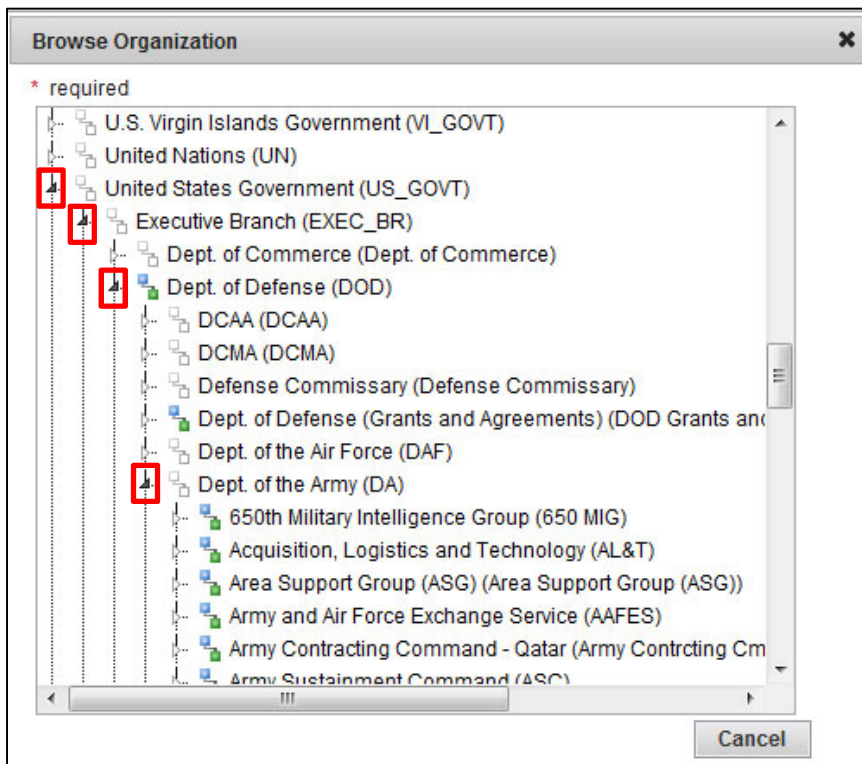 Browse Organization
* required
U.S. Virgin Islands Government (VI_GOVT)
United Nations (UN)
United States Government (US_GOVT)
Executive Branch (EXEC_BR)
Dept. of Commerce (Dept. of Commerce)
Dept. of Defense (DOD)
DCAA (DCAA)
DCMA (DCMA)
Defense Commissary (Defense Commissary)
Dept. of Defense (Grants and Agreements) (DOD Grants and
Dept. of the Air Force (DAF)
Dept. of the Army (DA)
650th Military Intelligence Group (650 MIG)
Acquisition, Logistics and Technology (AL&T)
Area Support Group (ASG) (Area Support Group (ASG))
Army and Air Force Exchange Service (AAFES)
Army Contracting Command - Qatar (Army Contrcting Cm
Army Sustainment Command (ASC)
Cancel